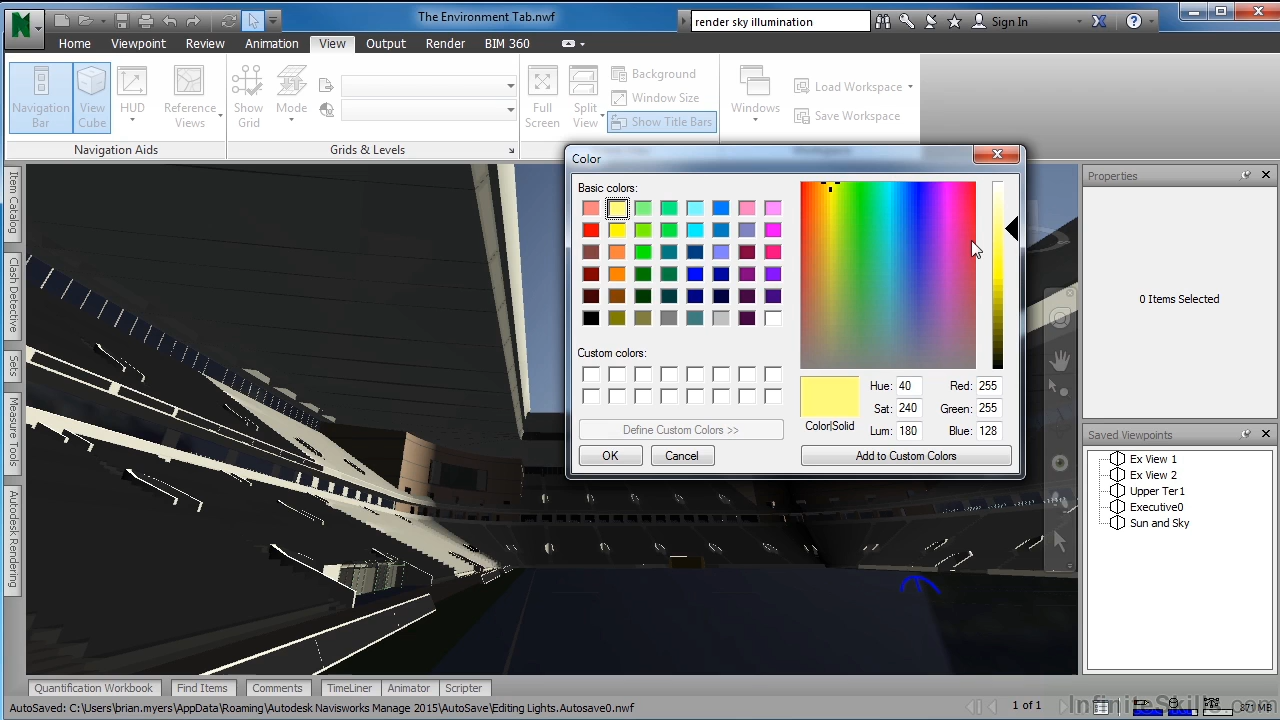 The Environment Tab.nwf
render sky illumination
Sign In
Home Viewpoint Review Animation View Output Render BIM 360
Navigation Bar
View Cube
HUD
Reference Views
Show Grid
Mode
Full Screen
Split View
Background
Window Size
Show Title Bars
Windows
Load Workspace
Save Workspace
Navigation Aids
Grids & Levels
Color
Basic colors:
Custom colors:
Define Custom Colors >>
OK
Cancel
Color|Solid
Hue: 40
Sat: 240
Lum: 180
Red: 255
Green: 255
Blue: 128
Add to Custom Colors
Item Catalog
Clash Detective
Sets
Measure Tools
Autodesk Rendering
Properties
0 Items Selected
Saved Viewpoints
Ex View 1
Ex View 2
Upper Ter1
Executive0
Sun and Sky
Quantification Workbook
Find Items
Comments
TimeLiner
Animator
Scripter
AutoSaved: C:\Users\brian.myers\AppData\Roaming\Autodesk Navisworks Manage 2015\AutoSave\Editing Lights.Autosave0.nwf
1 of 1
InfiniteSkills.com